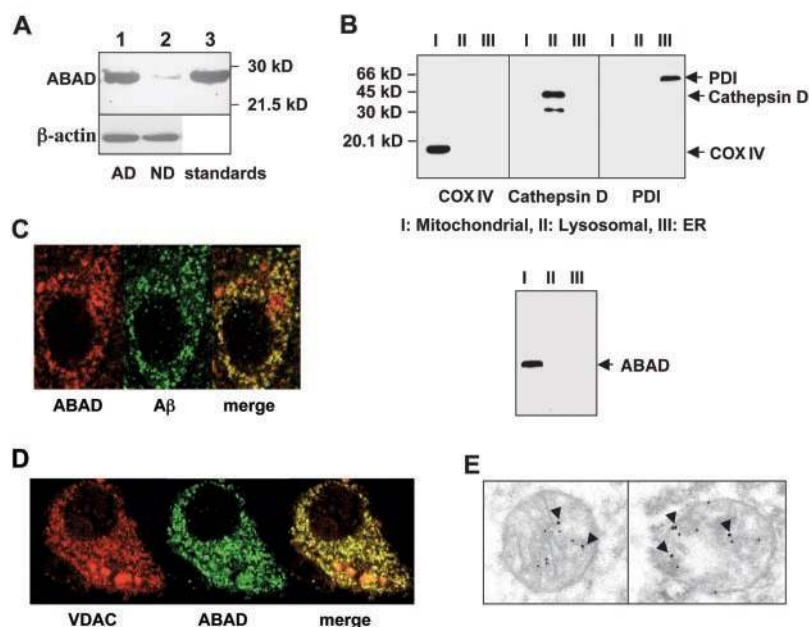 A
1 2 3
ABAD
30 kD
21.5 kD
β-actin
AD ND standards
B
I II III I II III I II III
66 kD
45 kD
30 kD
20.1 kD
PDI
Cathepsin D
COX IV
COX IV Cathepsin D PDI
I: Mitochondrial, II: Lysosomal, III: ER
I II III
ABAD
C
ABAD Aβ merge
D
VDAC ABAD merge
E